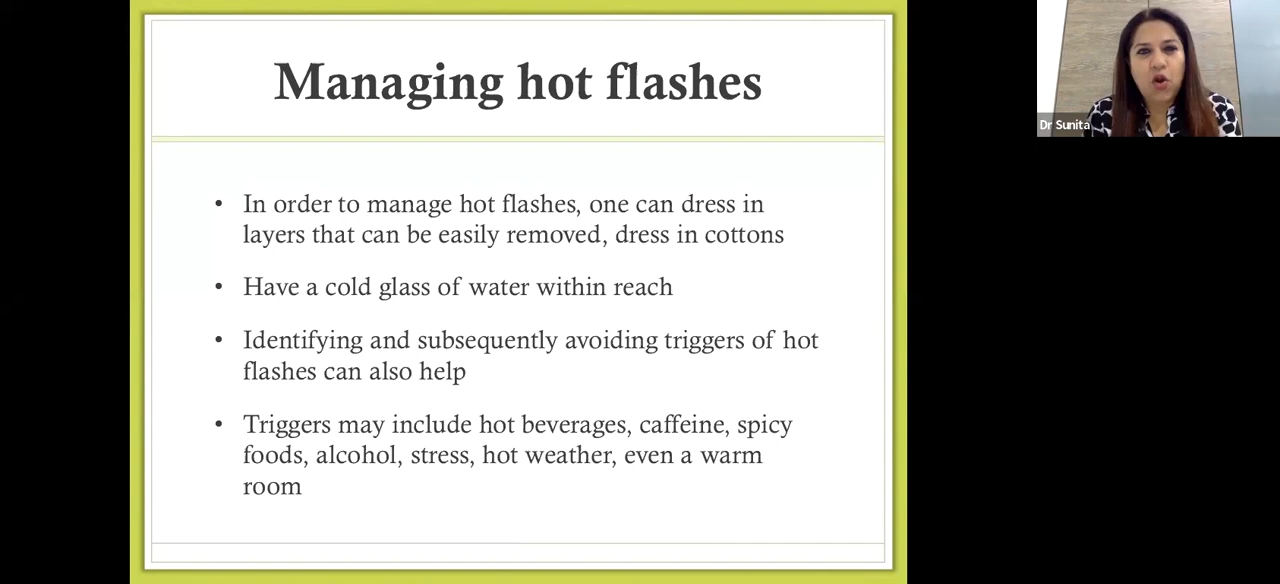 Managing hot flashes
Dr Sunita
• In order to manage hot flashes, one can dress in
layers that can be easily removed, dress in cottons
• Have a cold glass of water within reach
• Identifying and subsequently avoiding triggers of hot
flashes can also help
• Triggers may include hot beverages, caffeine, spicy
foods, alcohol, stress, hot weather, even a warm
room